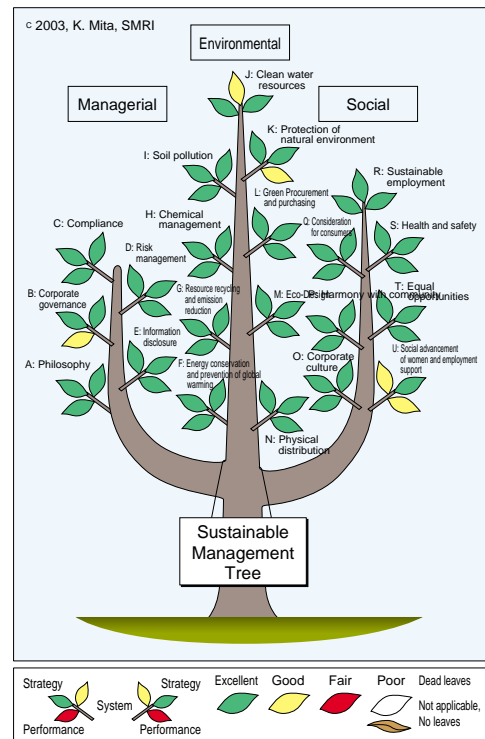 c 2003, K. Mita, SMRI
Environmental
Managerial
Social
J: Clean water
resources
K: Protection of
natural environment
I: Soil pollution
R: Sustainable
employment
L: Green Procurement
and purchasing
H: Chemical
management
Q: Consideration
for consumers
S: Health and safety
C: Compliance
D: Risk
management
G: Resource recycling
and emission
reduction
M: Eco-Design
P: Harmony with community
T: Equal
opportunities
B: Corporate
governance
E: Information
disclosure
U: Social advancement
of women and employment
support
A: Philosophy
F: Energy conservation
and prevention of global
warming
O: Corporate
culture
N: Physical
distribution
Sustainable
Management
Tree
Strategy
System
Performance
Strategy
Performance
Excellent
Good
Fair
Poor
Dead leaves
Not applicable,
No leaves